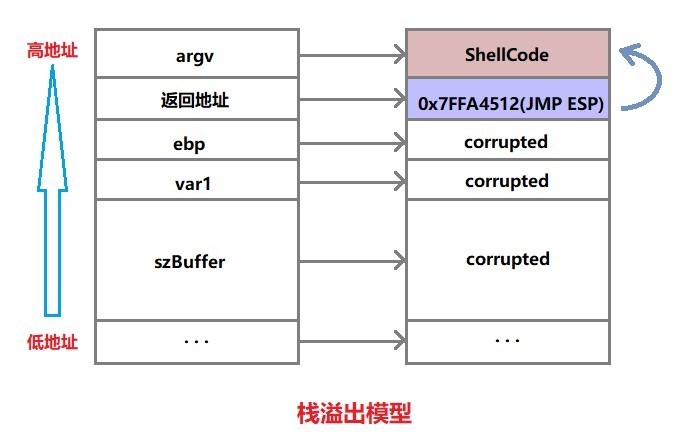 高地址
argv
ShellCode
返回地址
0x7FFA4512(JMP ESP)
ebp
corrupted
var1
corrupted
szBuffer
corrupted
低地址
...
...
栈溢出模型